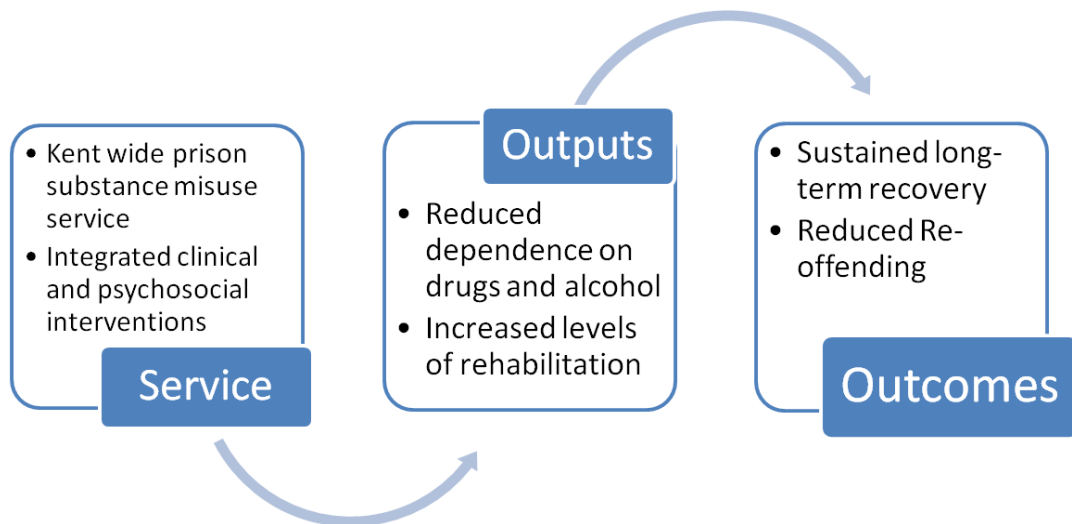 • Kent wide prison
substance misuse
service
• Integrated clinical
and psychosocial
interventions
Service
Outputs
• Reduced
dependence on
drugs and alcohol
• Increased levels
of rehabilitation
• Sustained long-
term recovery
• Reduced Re-
offending
Outcomes